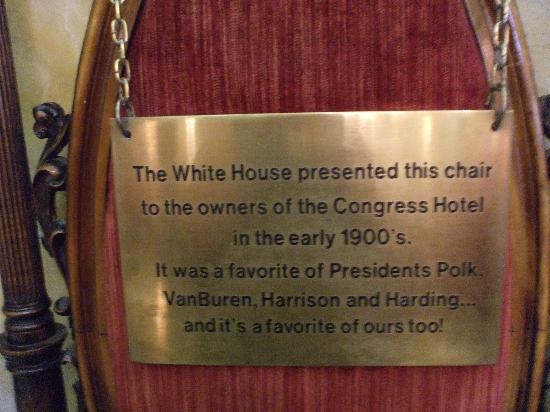 The White House presented this chair
to the owners of the Congress Hotel
in the early 1900's.
It was a favorite of Presidents Polk,
VanBuren, Harrison and Harding...
and it's a favorite of ours too!